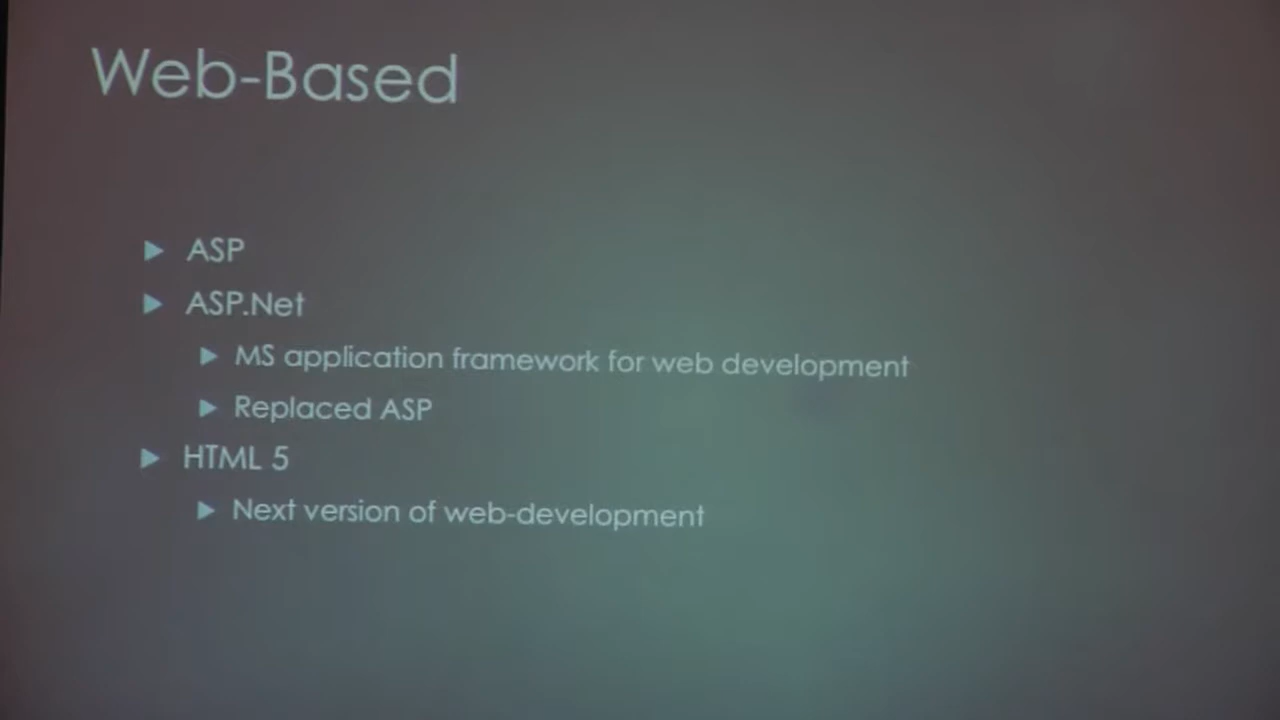 Web-Based
ASP
ASP.Net
MS application framework for web development
Replaced ASP
HTML 5
Next version of web-development